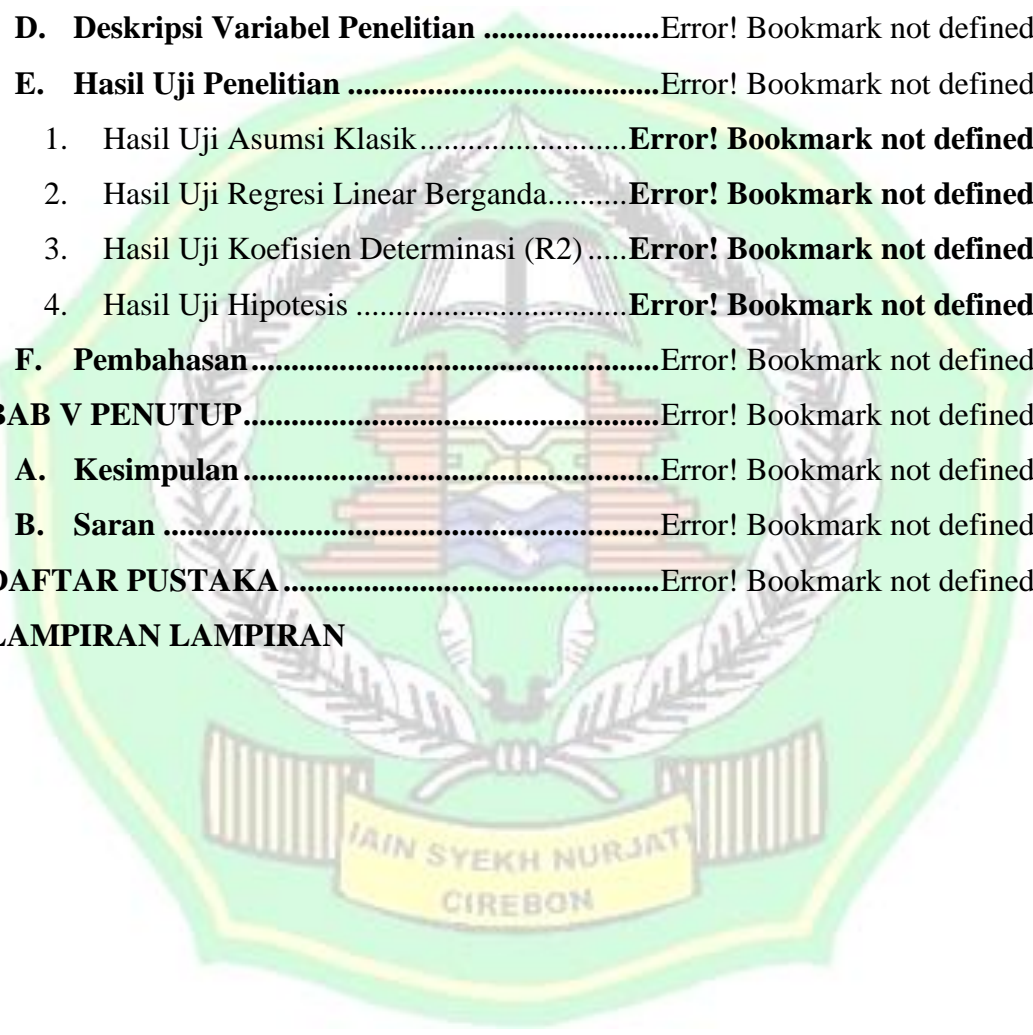 D. Deskripsi Variabel Penelitian ......................Error! Bookmark not defined
E. Hasil Uji Penelitian .......................................Error! Bookmark not defined
1. Hasil Uji Asumsi Klasik..........................Error! Bookmark not defined
2. Hasil Uji Regresi Linear Berganda..........Error! Bookmark not defined
3. Hasil Uji Koefisien Determinasi (R2) .....Error! Bookmark not defined
4. Hasil Uji Hipotesis ..................................Error! Bookmark not defined
F. Pembahasan...................................................Error! Bookmark not defined
BAB V PENUTUP....................................................Error! Bookmark not defined
A. Kesimpulan....................................................Error! Bookmark not defined
B. Saran ..............................................................Error! Bookmark not defined
DAFTAR PUSTAKA...............................................Error! Bookmark not defined
LAMPIRAN LAMPIRAN
IAIN SYEKH NURJATI
CIREBON